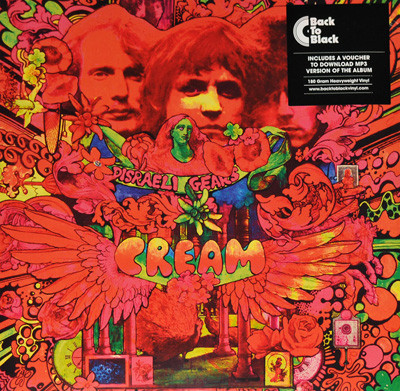 Back
To
Black
INCLUDES A VOUCHER
TO DOWNLOAD MP3
VERSION OF THE ALBUM
180 Gram Heavyweight Vinyl
www.backtoblackvinyl.com
DISRAELI GEARS
CREAM